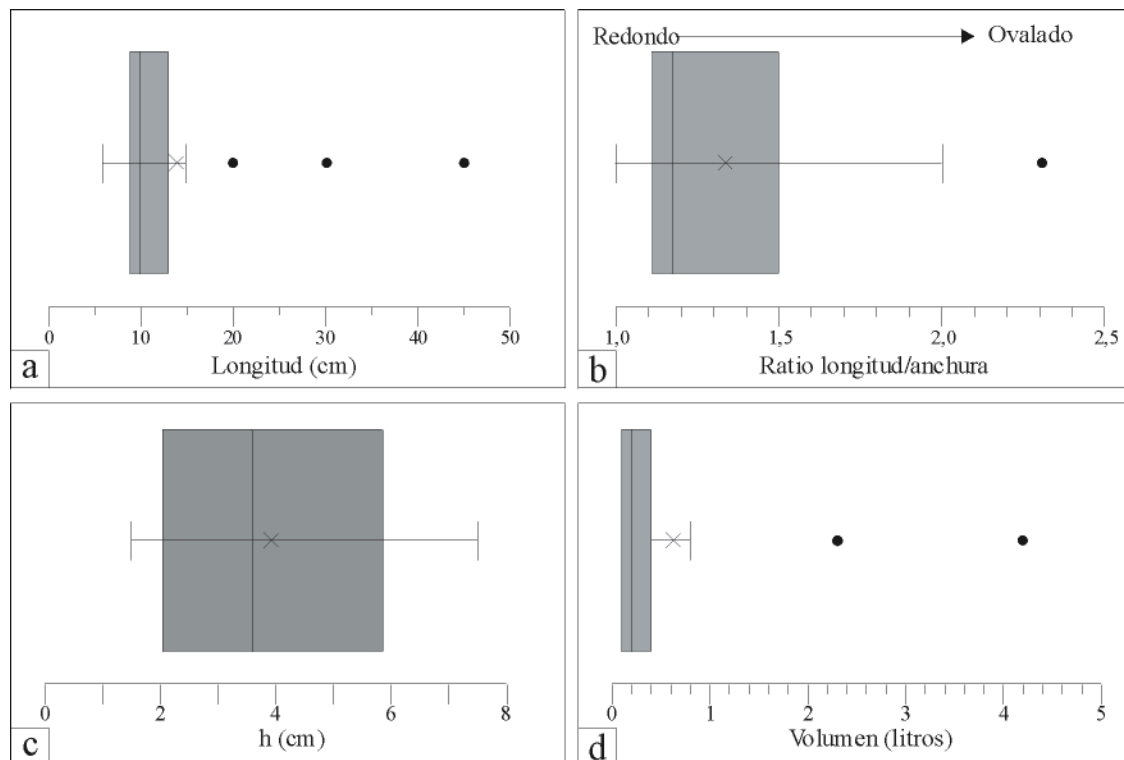 0 10 20 30 40 50
Longitud (cm)
a
Redondo Ovalado
1,0 1,5 2,0 2,5
Ratio longitud/anchura
b
0 2 4 6 8
h (cm)
c
0 1 2 3 4 5
Volumen (litros)
d